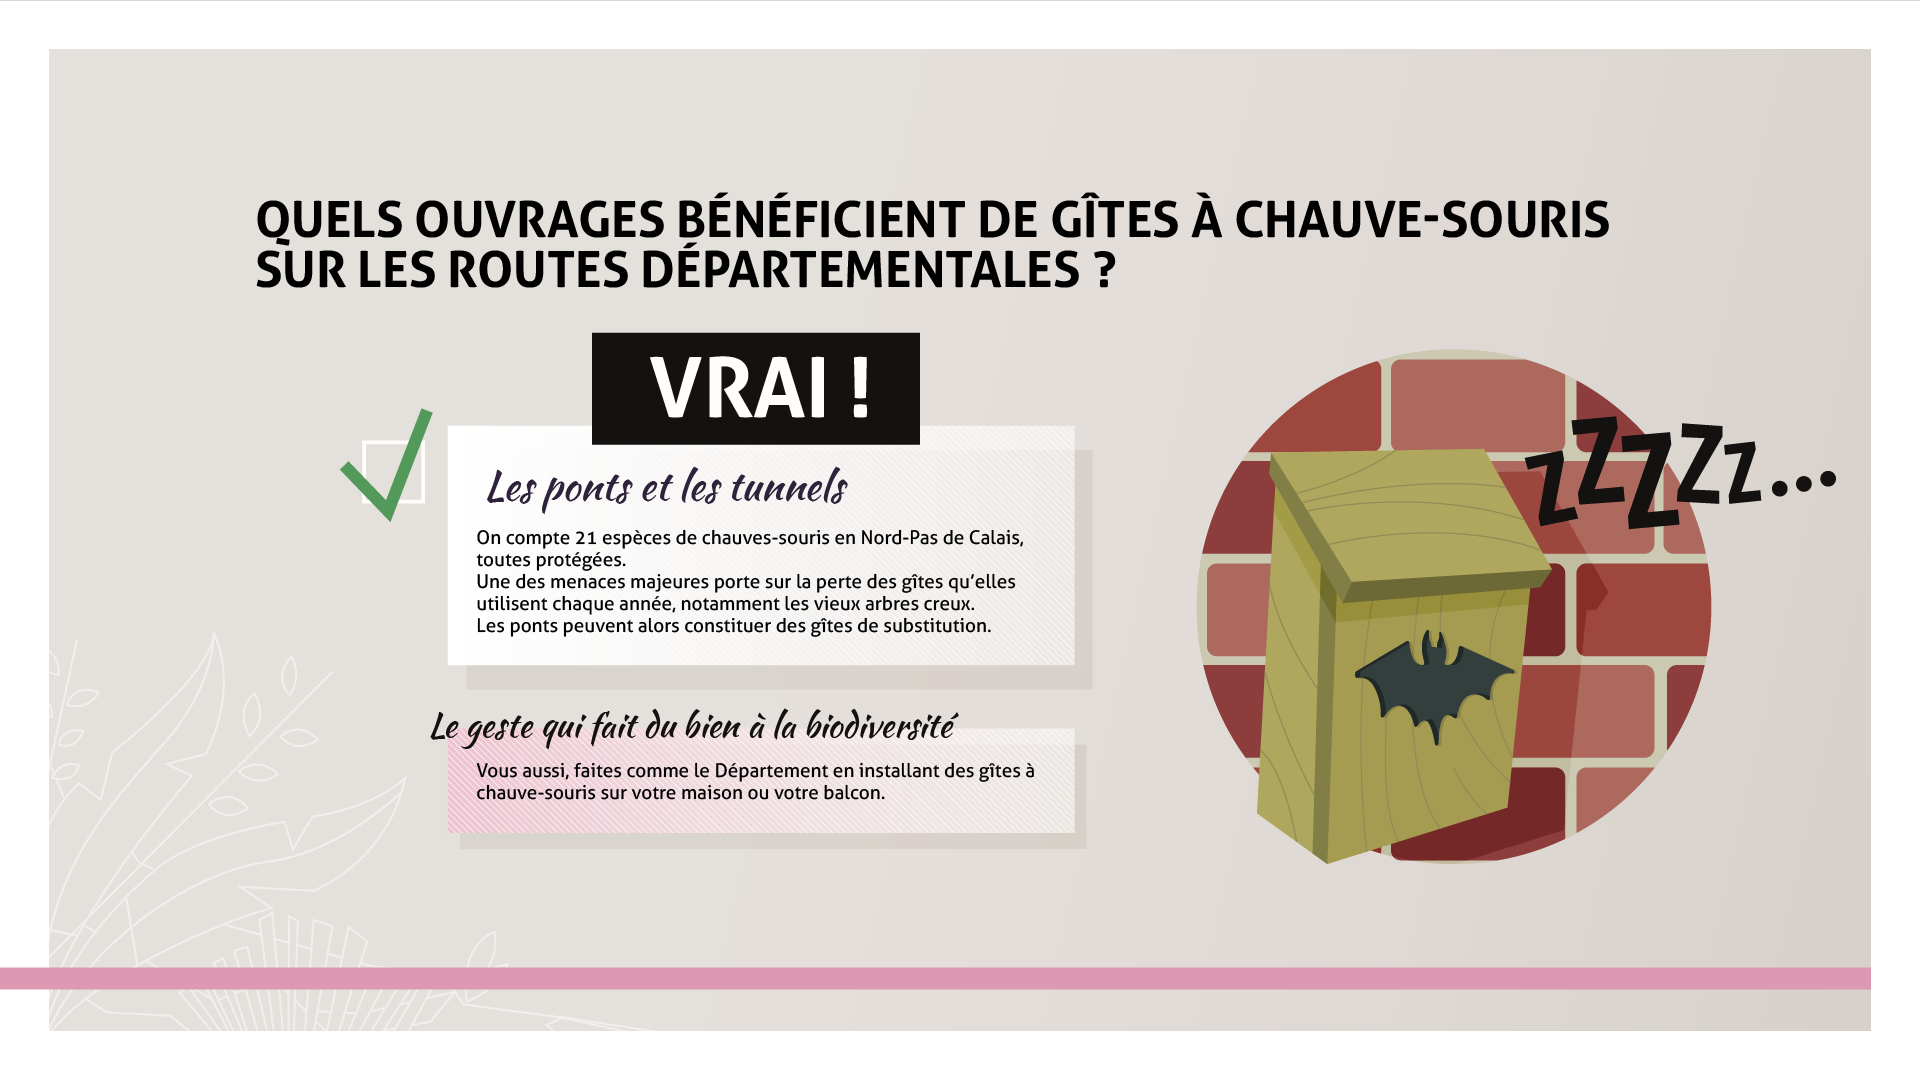 QUELS OUVRAGES BÉNÉFICIENT DE GÎTES À CHAUVE-SOURIS
SUR LES ROUTES DÉPARTEMENTALES ?
VRAI !
Les ponts et les tunnels
On compte 21 espèces de chauves-souris en Nord-Pas de Calais,
toutes protégées.
Une des menaces majeures porte sur la perte des gîtes qu’elles
utilisent chaque année, notamment les vieux arbres creux.
Les ponts peuvent alors constituer des gîtes de substitution.
Le geste qui fait du bien à la biodiversité
Vous aussi, faites comme le Département en installant des gîtes à
chauve-souris sur votre maison ou votre balcon.
ZZZZZ...